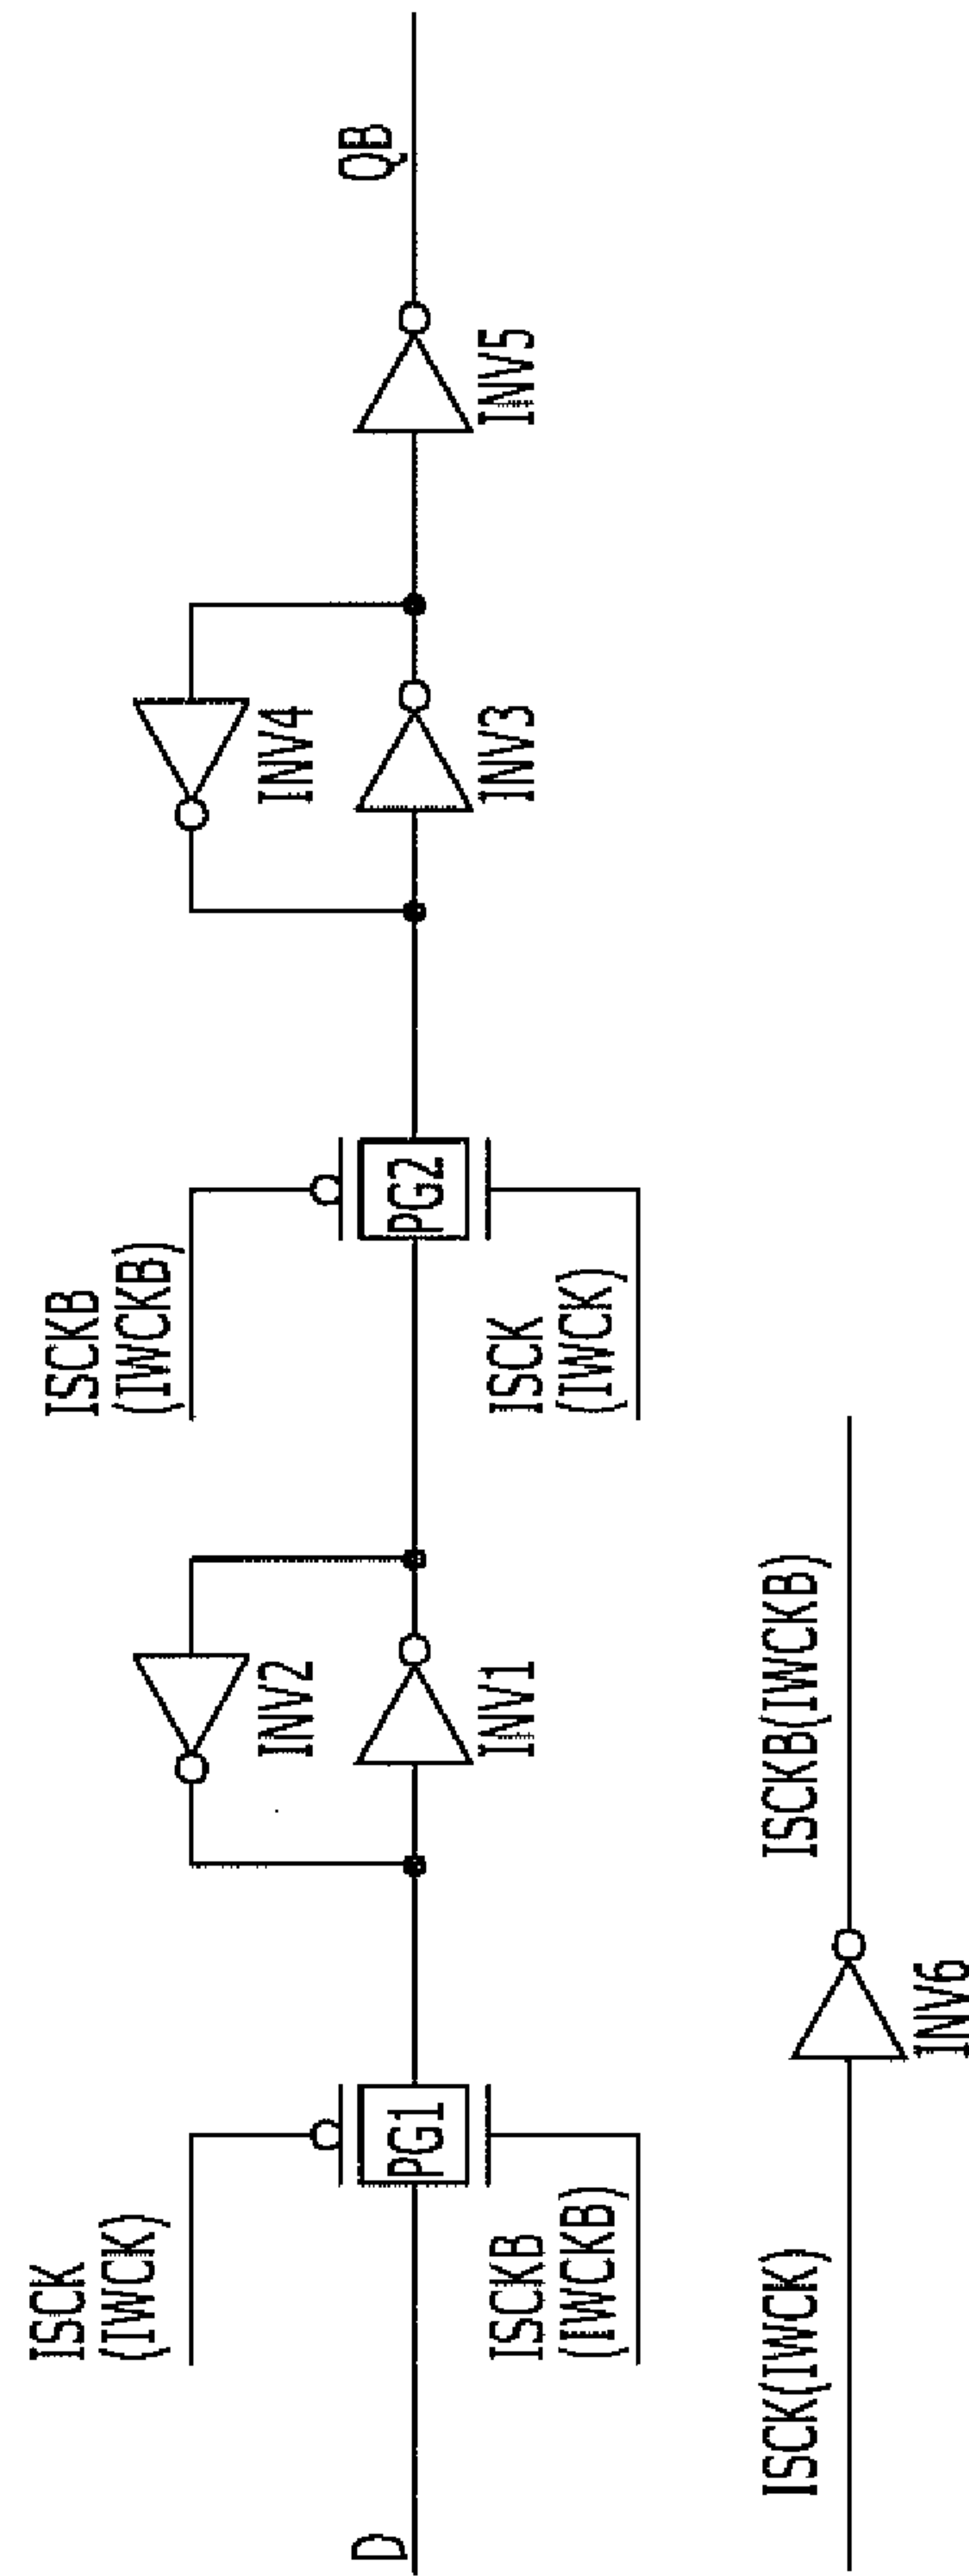 D
ISCK
(IWCK)
PG1
ISCKB
(IWCKB)
INV2
INV1
ISCKB
(IWCKB)
PG2
ISCK
(IWCK)
INV4
INV3
INV5
QB
ISCK(IWCK)
INV6
ISCKB(IWCKB)